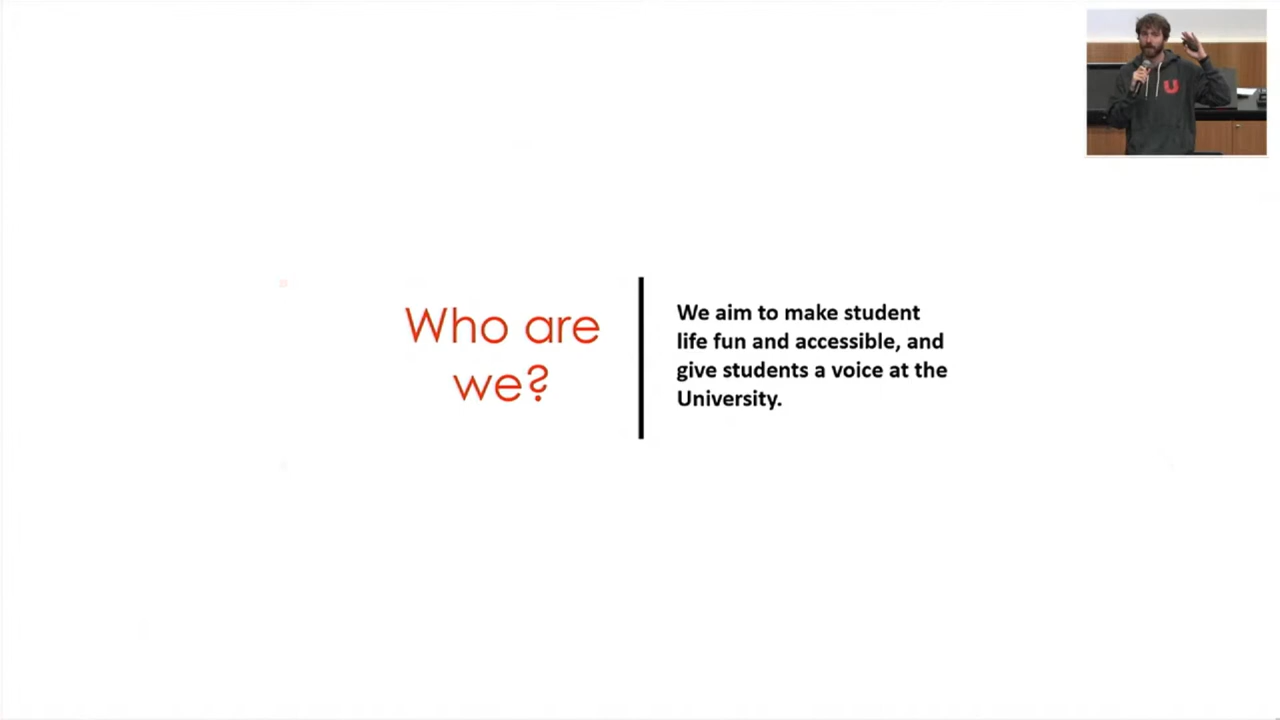 Who are
we?
We aim to make student
life fun and accessible, and
give students a voice at the
University.
U